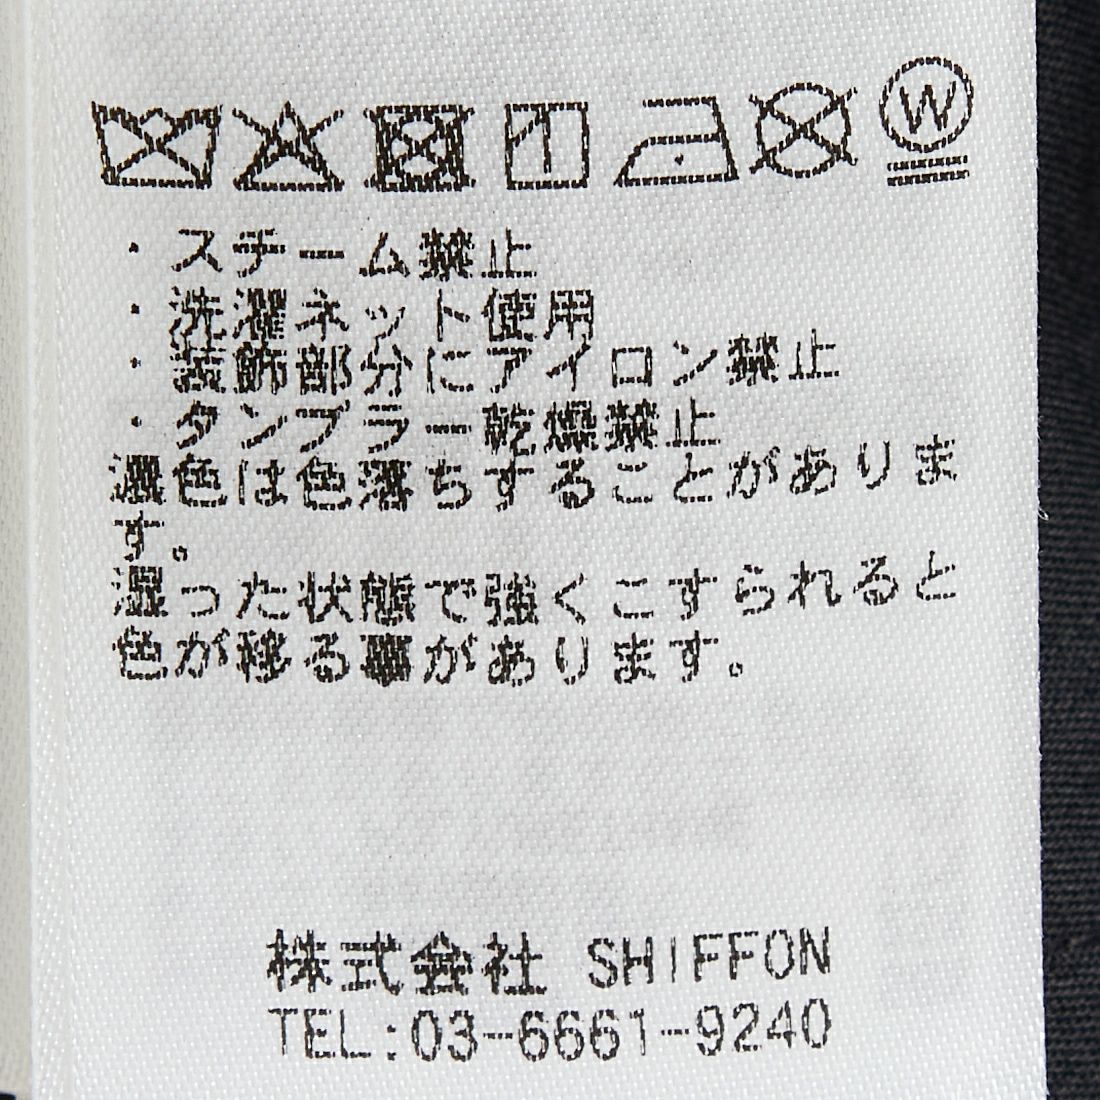 W
・スチーム禁止
・洗濯ネット使用
・装飾部分にアイロン禁止
・タンブラー乾燥禁止
濃色は色落ちすることがありま
す。
湿った状態で強くこすられると
色が移る事があります。
株式会社 SHIFFON
TEL:03-6661-9240